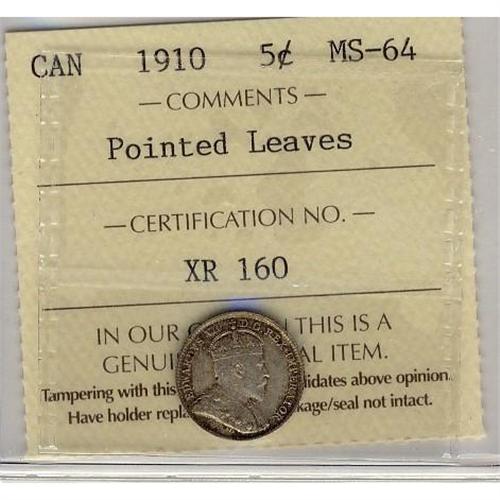 CAN 1910 5¢ MS-64
— COMMENTS —
Pointed Leaves
— CERTIFICATION NO. —
XR 160
IN OUR THIS IS A
ITEM.
Tampering with this above opinion.
Have holder not intact.